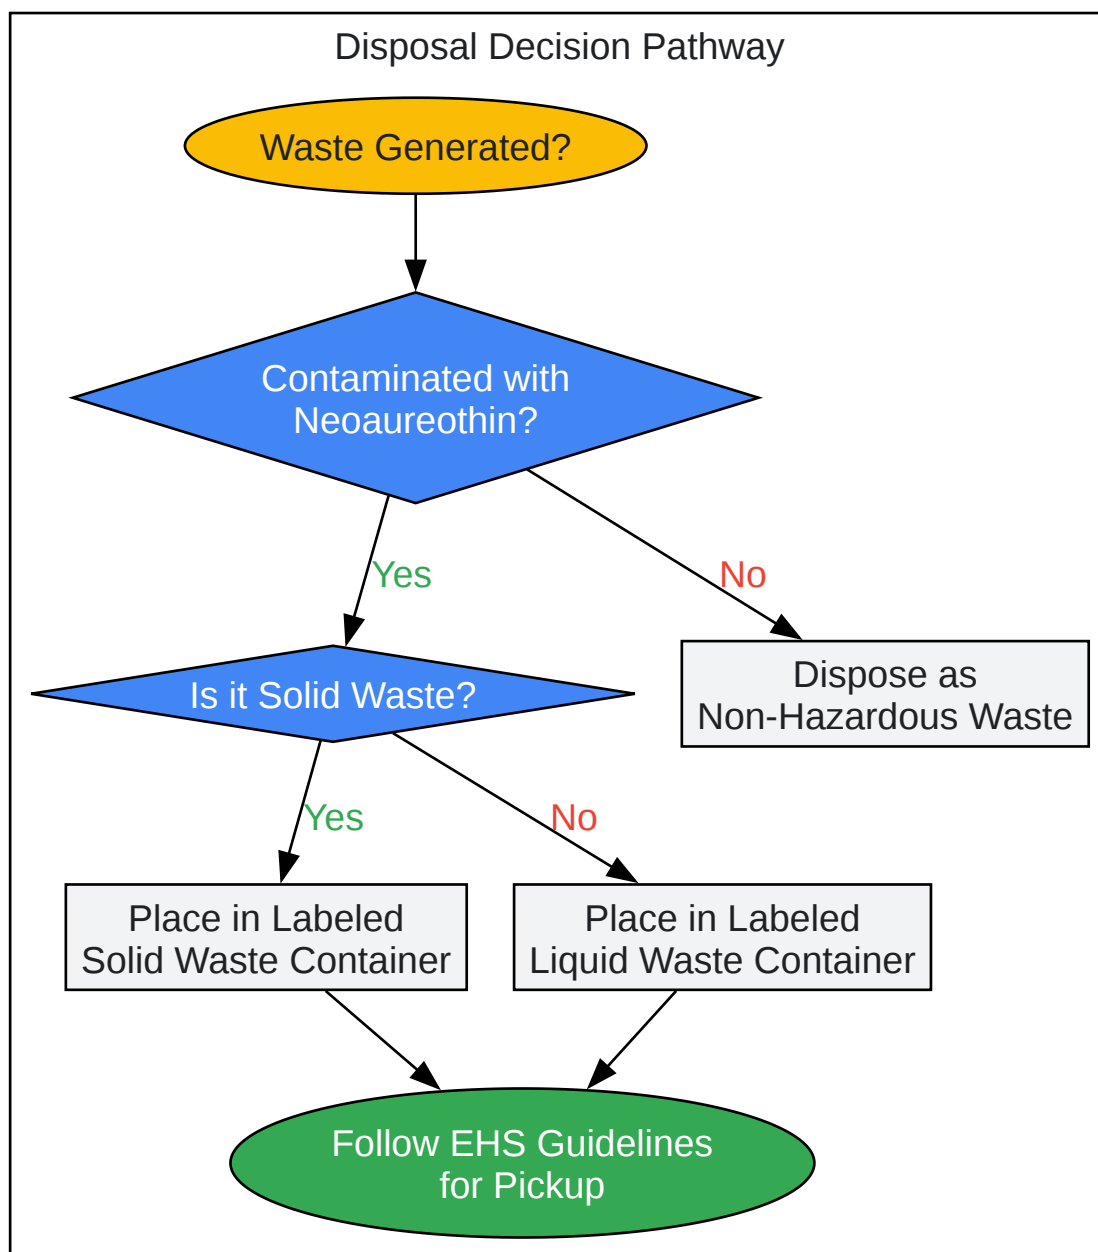 Disposal Decision Pathway
Waste Generated?
Contaminated with
Neoaureothin?
Yes
No
Is it Solid Waste?
Dispose as
Non-Hazardous Waste
Yes
No
Place in Labeled
Solid Waste Container
Place in Labeled
Liquid Waste Container
Follow EHS Guidelines
for Pickup